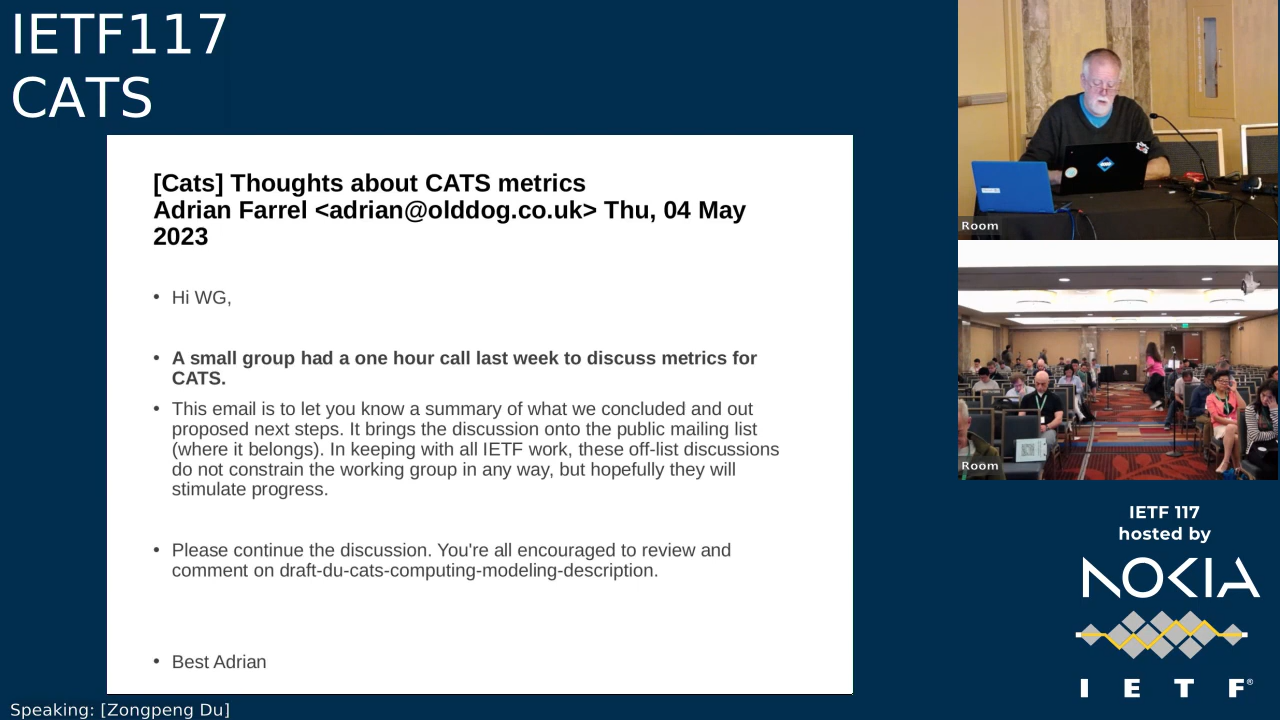 IETF117
CATS
[Cats] Thoughts about CATS metrics
Adrian Farrel <adrian@olddog.co.uk> Thu, 04 May
2023
• Hi WG,
• A small group had a one hour call last week to discuss metrics for
CATS.
• This email is to let you know a summary of what we concluded and out
proposed next steps. It brings the discussion onto the public mailing list
(where it belongs). In keeping with all IETF work, these off-list discussions
do not constrain the working group in any way, but hopefully they will
stimulate progress.
• Please continue the discussion. You're all encouraged to review and
comment on draft-du-cats-computing-modeling-description.
• Best Adrian
Speaking: [Zongpeng Du]
Room
Room
IETF 117
hosted by
NOKIA
I E T F®